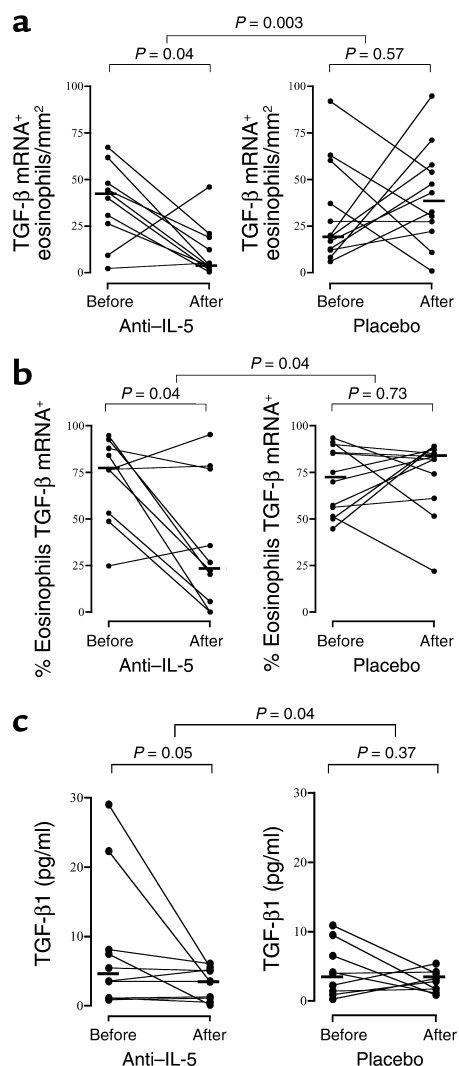 a
P = 0.003
P = 0.04
P = 0.57
TGF-β mRNA+
eosinophils/mm2
100
75
50
25
0
Before
After
Anti–IL-5
TGF-β mRNA+
eosinophils/mm2
100
75
50
25
0
Before
After
Placebo
b
P = 0.04
P = 0.04
P = 0.73
% Eosinophils TGF-β mRNA+
100
75
50
25
0
Before
After
Anti–IL-5
% Eosinophils TGF-β mRNA+
100
75
50
25
0
Before
After
Placebo
c
P = 0.04
P = 0.05
P = 0.37
TGF-β1 (pg/ml)
30
20
10
0
Before
After
Anti–IL-5
TGF-β1 (pg/ml)
30
20
10
0
Before
After
Placebo